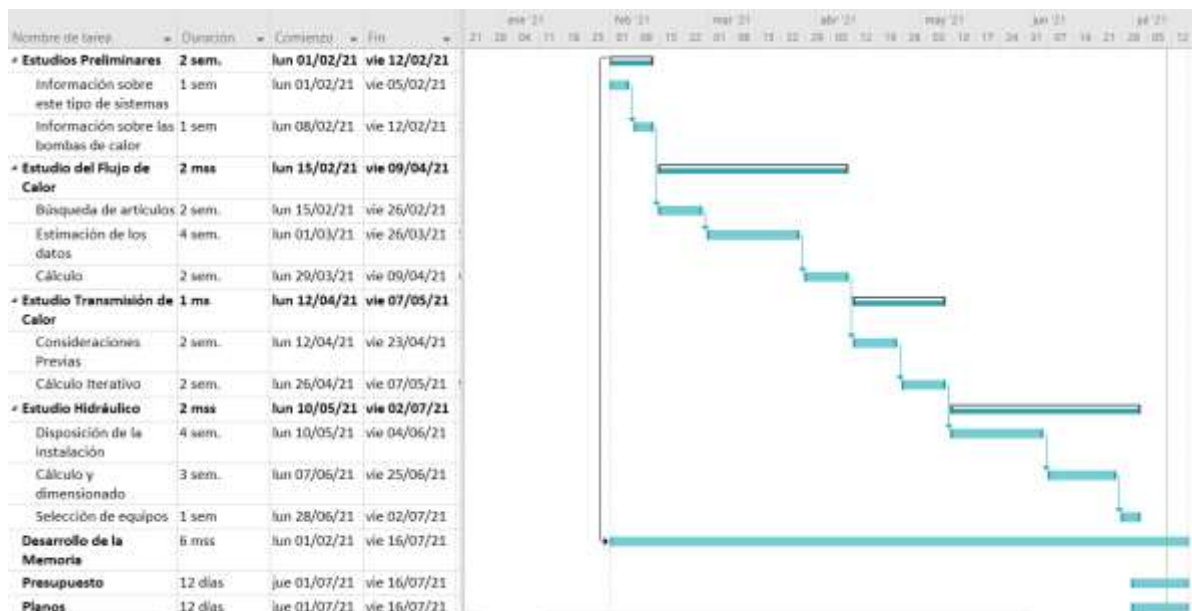 ene '21 feb '21 mar '21 abr '21 may '21 jun '21 jul '21
Nombre de tarea Duración Comienzo Fin 21 28 04 11 18 25 01 08 15 22
Estudios Preliminares 2 sem. lun 01/02/21 vie 12/02/21
Información sobre 1 sem lun 01/02/21 vie 05/02/21
este tipo de sistemas
Información sobre las 1 sem lun 08/02/21 vie 12/02/21
bombas de calor
Estudio del Flujo de 2 mss lun 15/02/21 vie 09/04/21
Calor
Búsqueda de artículos 2 sem. lun 15/02/21 vie 26/02/21
Estimación de los 4 sem. lun 01/03/21 vie 26/03/21
datos
Cálculo 2 sem. lun 29/03/21 vie 09/04/21
Estudio Transmisión de 1 ms lun 12/04/21 vie 07/05/21
Calor
Consideraciones 2 sem. lun 12/04/21 vie 23/04/21
Previas
Cálculo Iterativo 2 sem. lun 26/04/21 vie 07/05/21
Estudio Hidráulico 2 mss lun 10/05/21 vie 02/07/21
Disposición de la 4 sem. lun 10/05/21 vie 04/06/21
instalación
Cálculo y 3 sem. lun 07/06/21 vie 25/06/21
dimensionado
Selección de equipos 1 sem lun 28/06/21 vie 02/07/21
Desarrollo de la 6 mss lun 01/02/21 vie 16/07/21
Memoria
Presupuesto 12 días jue 01/07/21 vie 16/07/21
Planos 12 días jue 01/07/21 vie 16/07/21